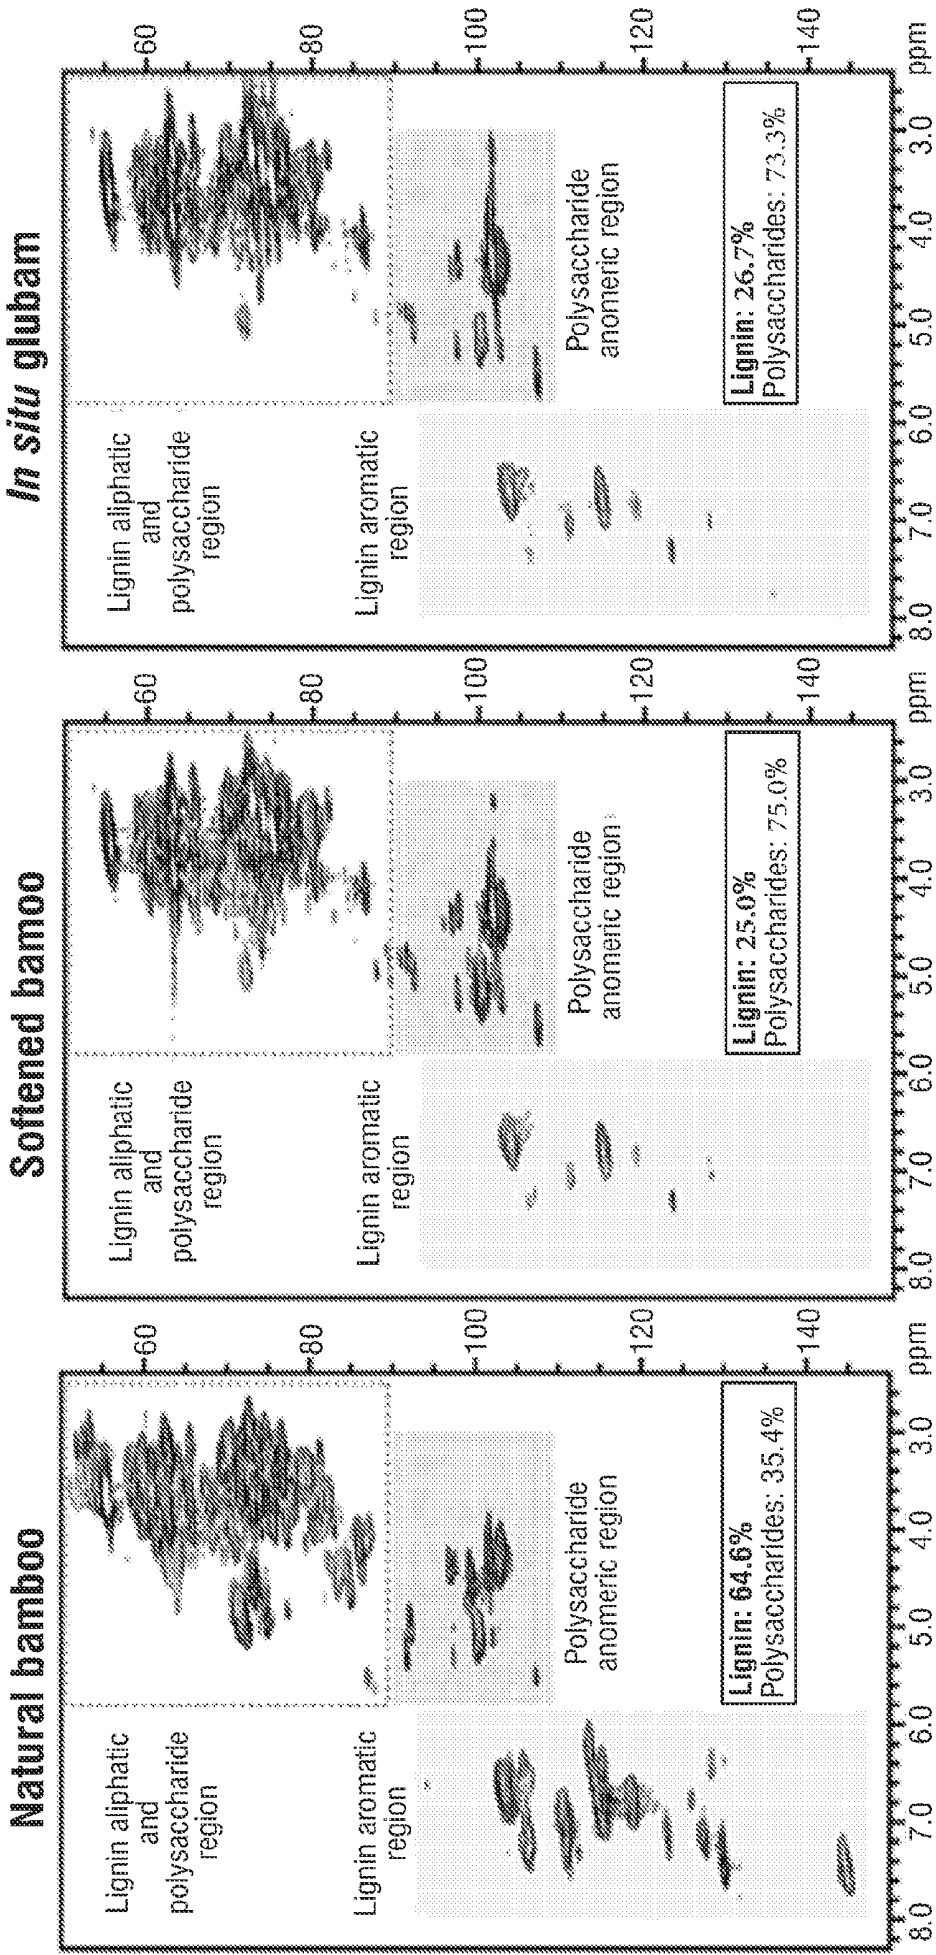 Natural bamboo
Lignin aliphatic
and
polysaccharide
region
Lignin aromatic
region
Polysaccharide
anomeric region
Lignin: 64.6%
Polysaccharides: 35.4%
60
80
100
120
140
ppm
8.0 7.0 6.0 5.0 4.0 3.0
Softened bamoo
Lignin aliphatic
and
polysaccharide
region
Lignin aromatic
region
Polysaccharide
anomeric region
Lignin: 25.0%
Polysaccharides: 75.0%
60
80
100
120
140
ppm
8.0 7.0 6.0 5.0 4.0 3.0
In situ glubam
Lignin aliphatic
and
polysaccharide
region
Lignin aromatic
region
Polysaccharide
anomeric region
Lignin: 26.7%
Polysaccharides: 73.3%
60
80
100
120
140
ppm
8.0 7.0 6.0 5.0 4.0 3.0